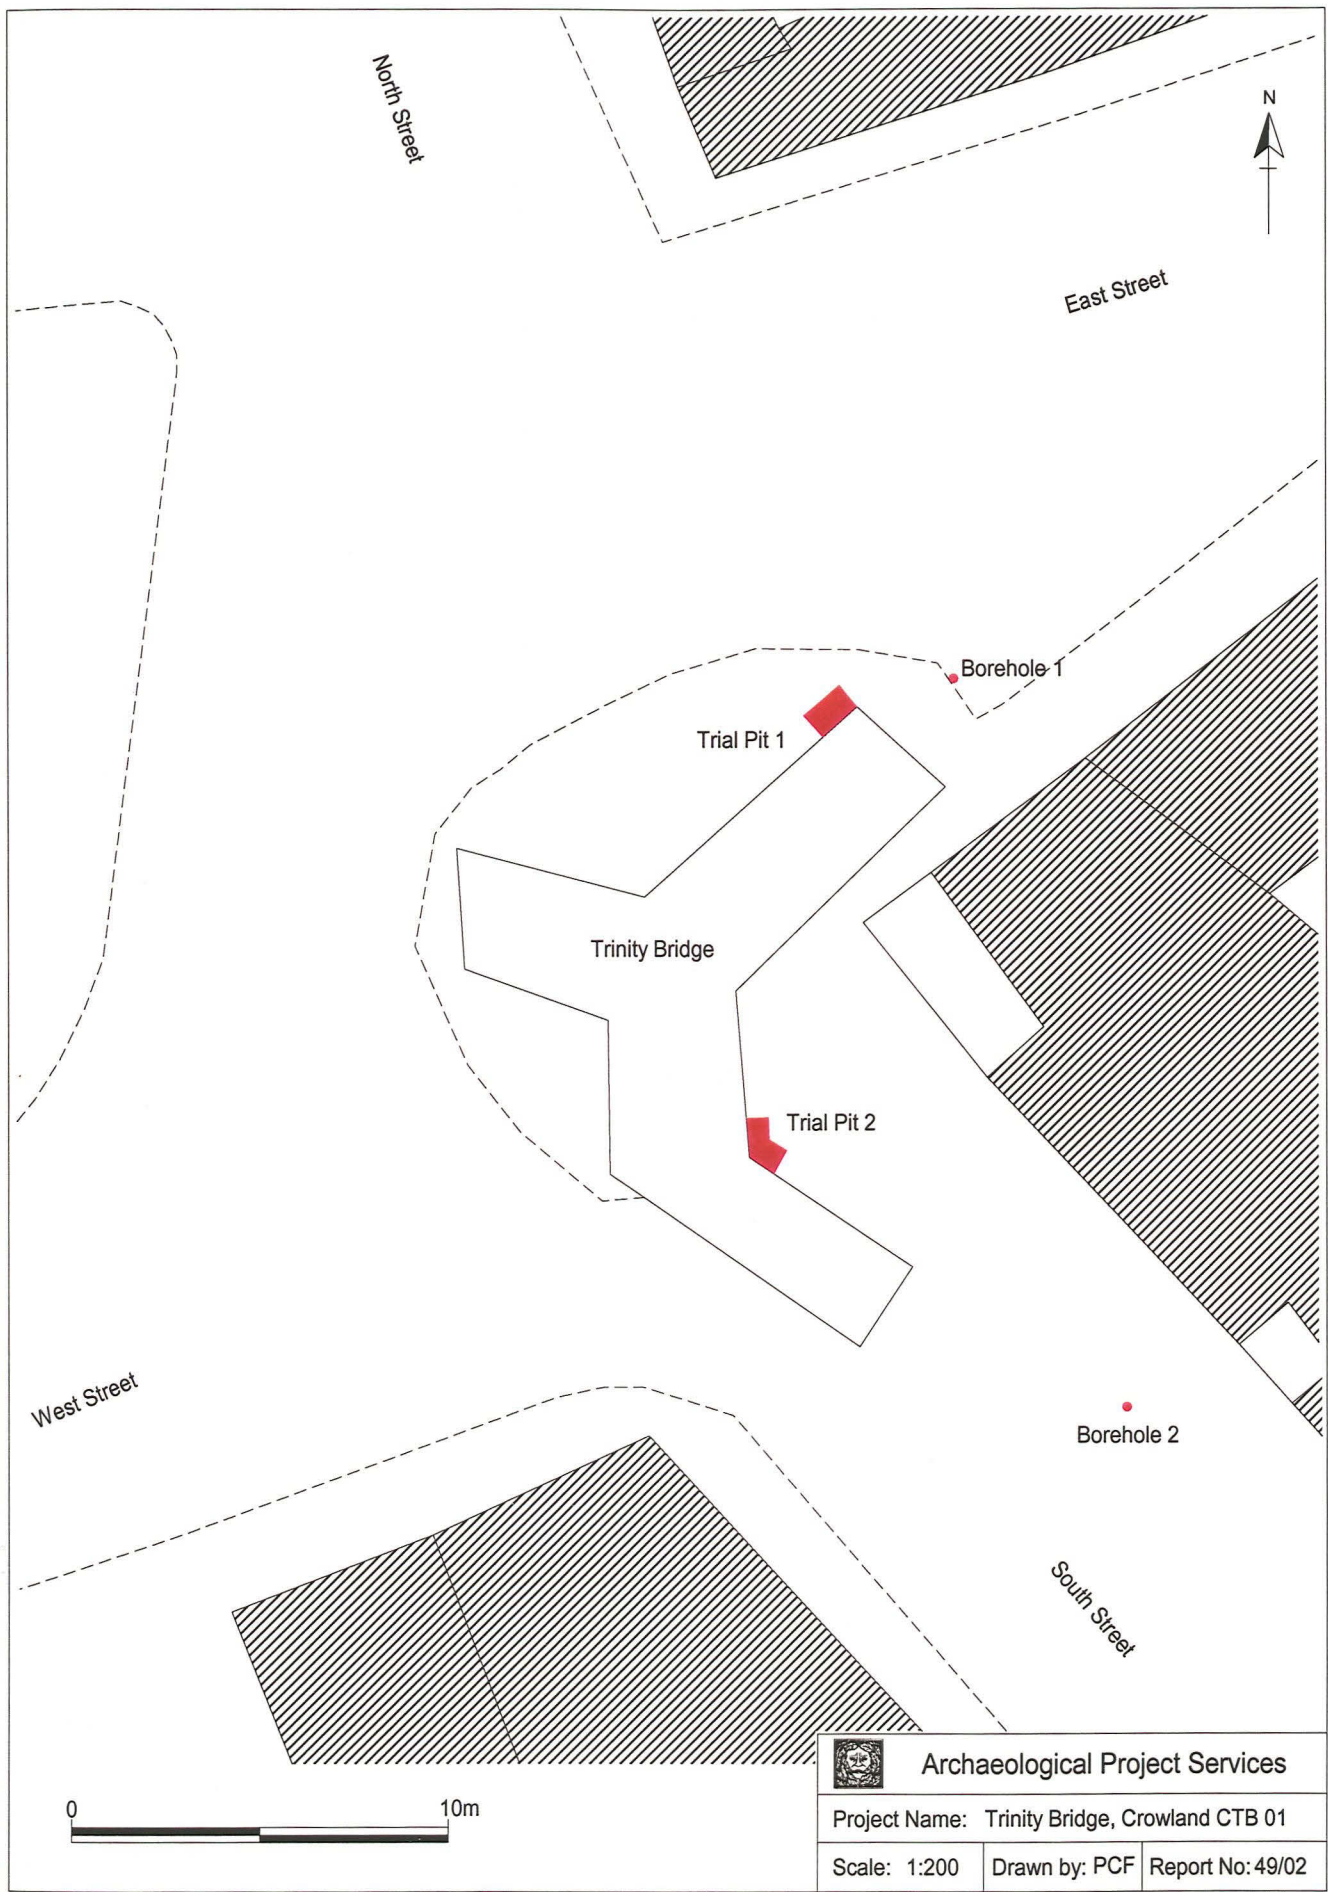 North Street
N
East Street
Borehole 1
Trial Pit 1
Trinity Bridge
Trial Pit 2
West Street
Borehole 2
South Street
0 10m
Archaeological Project Services
Project Name: Trinity Bridge, Crowland CTB 01
Scale: 1:200 Drawn by: PCF Report No: 49/02